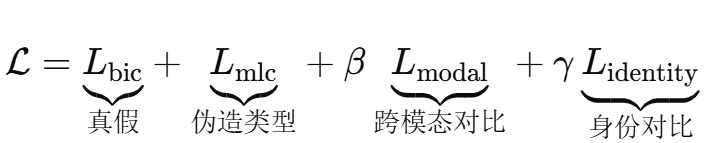 ℒ = L_bic + L_mlc + β L_modal + γ L_identity
真假 伪造类型 跨模态对比 身份对比